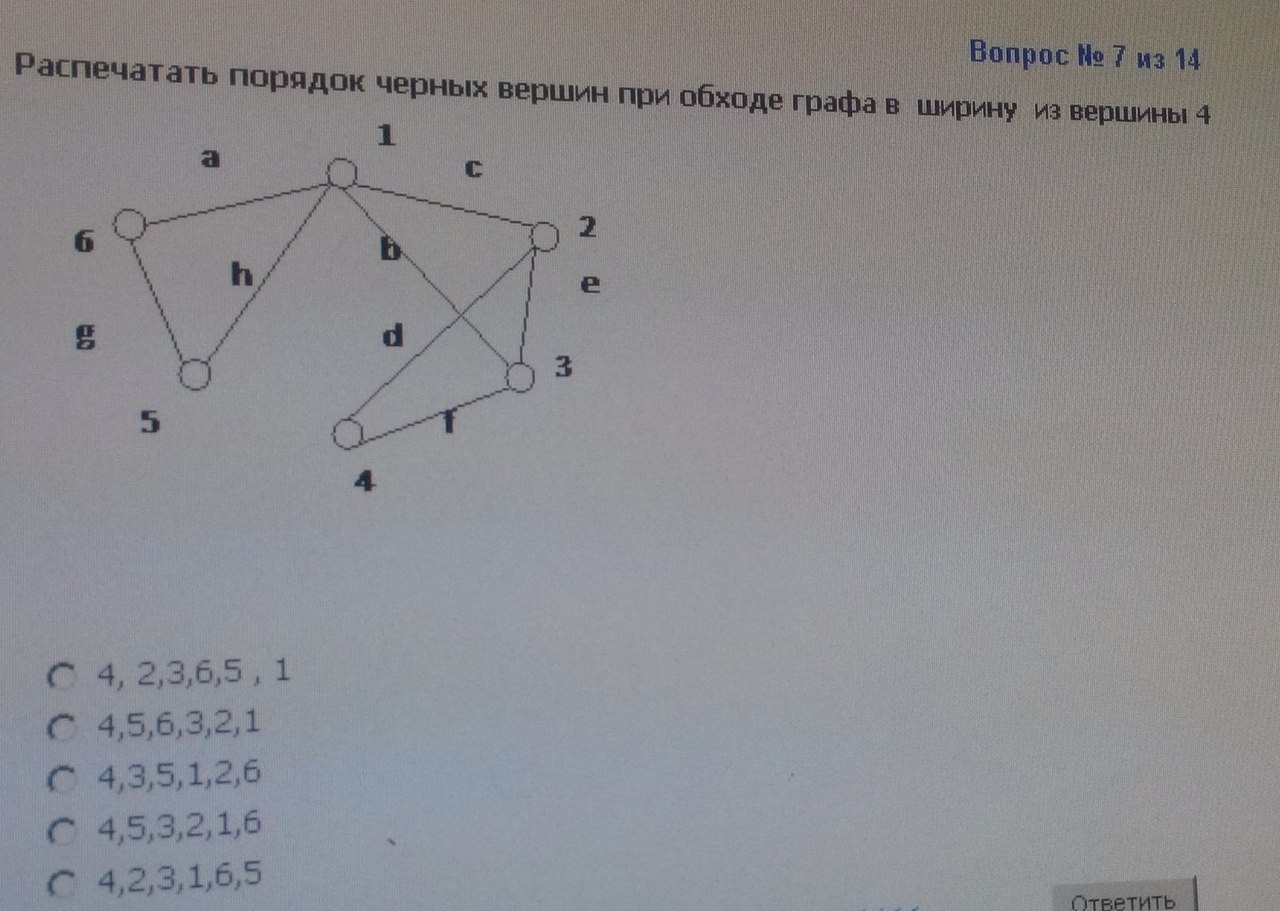 Вопрос № 7 из 14
Распечатать порядок черных вершин при обходе графа в ширину из вершины 4
1
a
c
6
2
b
h
e
g
d
3
5
f
4
4, 2,3,6,5 , 1
4,5,6,3,2,1
4,3,5,1,2,6
4,5,3,2,1,6
4,2,3,1,6,5
Ответить